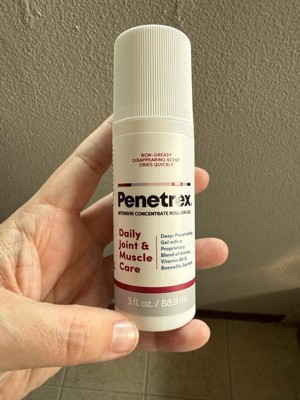 NON-GREASY
DISAPPEARING SCENT
DRIES QUICKLY
Penetrex
INTENSIVE CONCENTRATE ROLL-ON GEL
Daily
Joint &
Muscle
Care
Deep-Penetrating
Gel with a
Proprietary
Blend of Arnica,
Vitamin B6 &
Boswellia Serrata
3 fl oz. / 88.9 ml